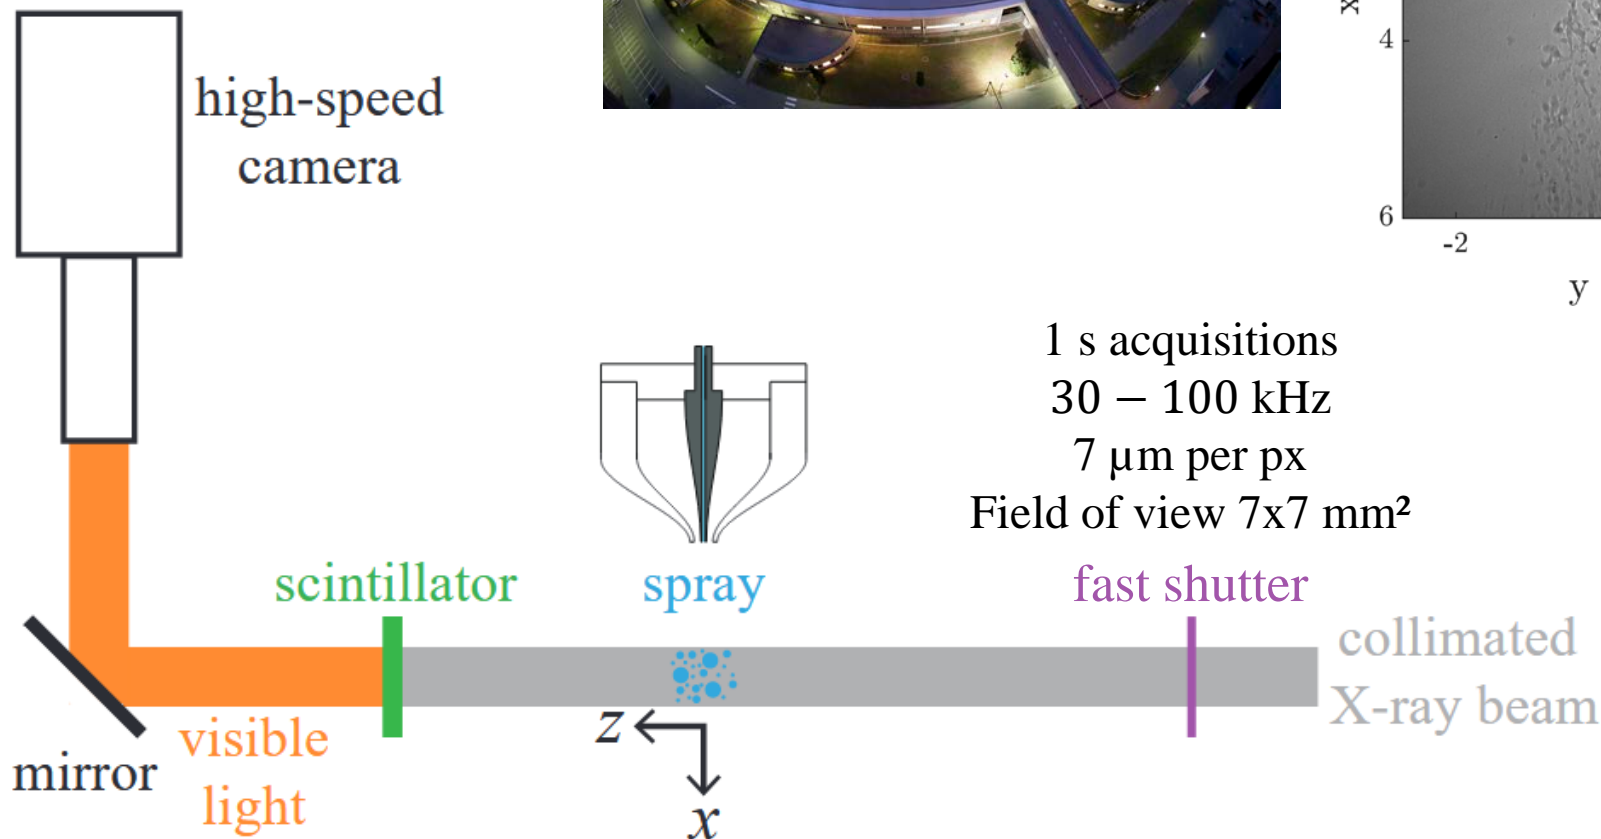 high-speed
camera
x
4
6
-2
y
1 s acquisitions
30 – 100 kHz
7 µm per px
Field of view 7x7 mm²
scintillator
spray
fast shutter
collimated
X-ray beam
z
x
mirror
visible
light